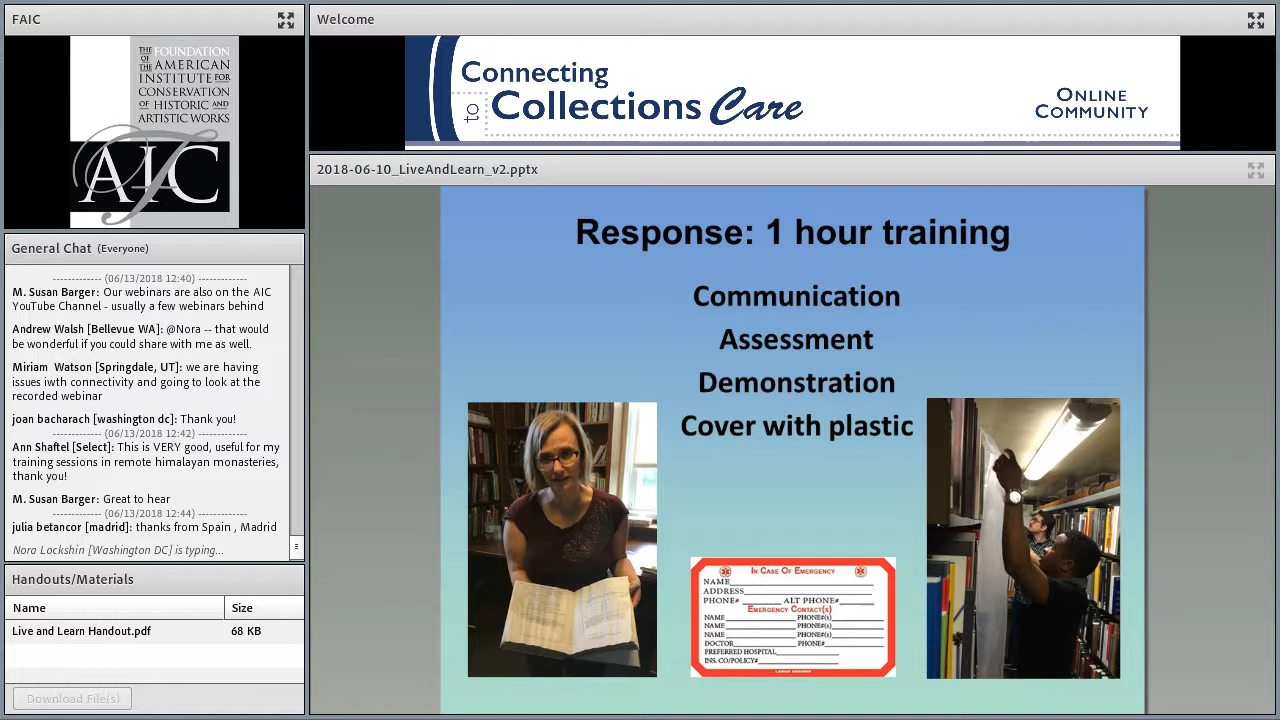 FAIC
THE FOUNDATION
OF THE AMERICAN
INSTITUTE FOR
CONSERVATION
OF HISTORIC AND
ARTISTIC WORKS
AIC
General Chat (Everyone)
------------- (06/13/2018 12:40) -------------
M. Susan Barger: Our webinars are also on the AIC
YouTube Channel - usually a few webinars behind
Andrew Walsh [Bellevue WA]: @Nora -- that would
be wonderful if you could share with me as well.
Miriam Watson [Springdale, UT]: we are having
issues iwth connectivity and going to look at the
recorded webinar
joan bacharach [washington dc]: Thank you!
------------- (06/13/2018 12:42) -------------
Ann Shaftel [Select]: This is VERY good, useful for my
training sessions in remote himalayan monasteries,
thank you!
M. Susan Barger: Great to hear
------------- (06/13/2018 12:44) -------------
julia betancor [madrid]: thanks from Spain , Madrid
Nora Lockshin [Washington DC] is typing...
Handouts/Materials
Name Size
Live and Learn Handout.pdf 68 KB
Download File(s)
Welcome
Connecting
to Collections Care
ONLINE
COMMUNITY
2018-06-10_LiveAndLearn_v2.pptx
Response: 1 hour training
Communication
Assessment
Demonstration
Cover with plastic
IN CASE OF EMERGENCY
NAME
ADDRESS
PHONE# ALT PHONE#
EMERGENCY CONTACT(S)
NAME PHONE#(S)
NAME PHONE#(S)
NAME PHONE#(S)
DOCTOR PHONE#
PREFERRED HOSPITAL
INS. CO/POLICY#